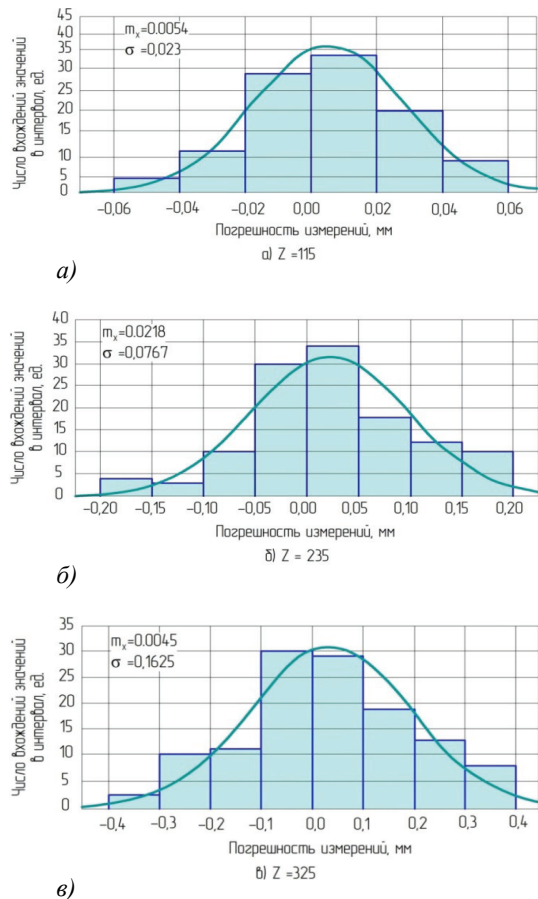 mₓ=0.0054
σ =0,023
Число вхождений значений
в интервал, ед.
45
40
35
30
25
20
15
10
5
0
−0,06 −0,04 −0,02 0,00 0,02 0,04 0,06
Погрешность измерений, мм
а) Z =115
а)
mₓ=0.0218
σ =0,0767
Число вхождений значений
в интервал, ед.
40
35
30
25
20
15
10
5
0
−0,20 −0,15 −0,10 −0,05 0,00 0,05 0,10 0,15 0,20
Погрешность измерений, мм
б) Z = 235
б)
mₓ=0.0045
σ =0,1625
Число вхождений значений
в интервал, ед.
35
30
25
20
15
10
5
0
−0,4 −0,3 −0,2 −0,1 0,0 0,1 0,2 0,3 0,4
Погрешность измерений, мм
в) Z =325
в)